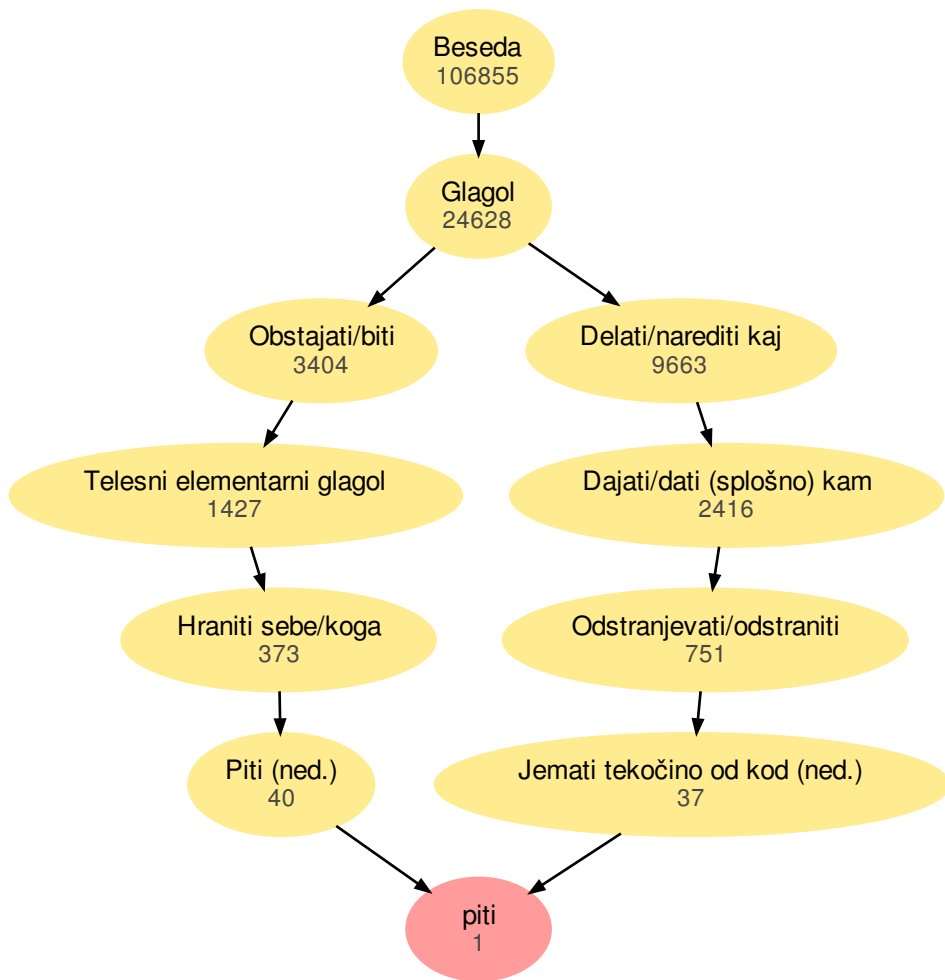 Beseda
106855
Glagol
24628
Obstajati/biti
3404
Delati/narediti kaj
9663
Telesni elementarni glagol
1427
Dajati/dati (splošno) kam
2416
Hraniti sebe/koga
373
Odstranjevati/odstraniti
751
Piti (ned.)
40
Jemati tekočino od kod (ned.)
37
piti
1